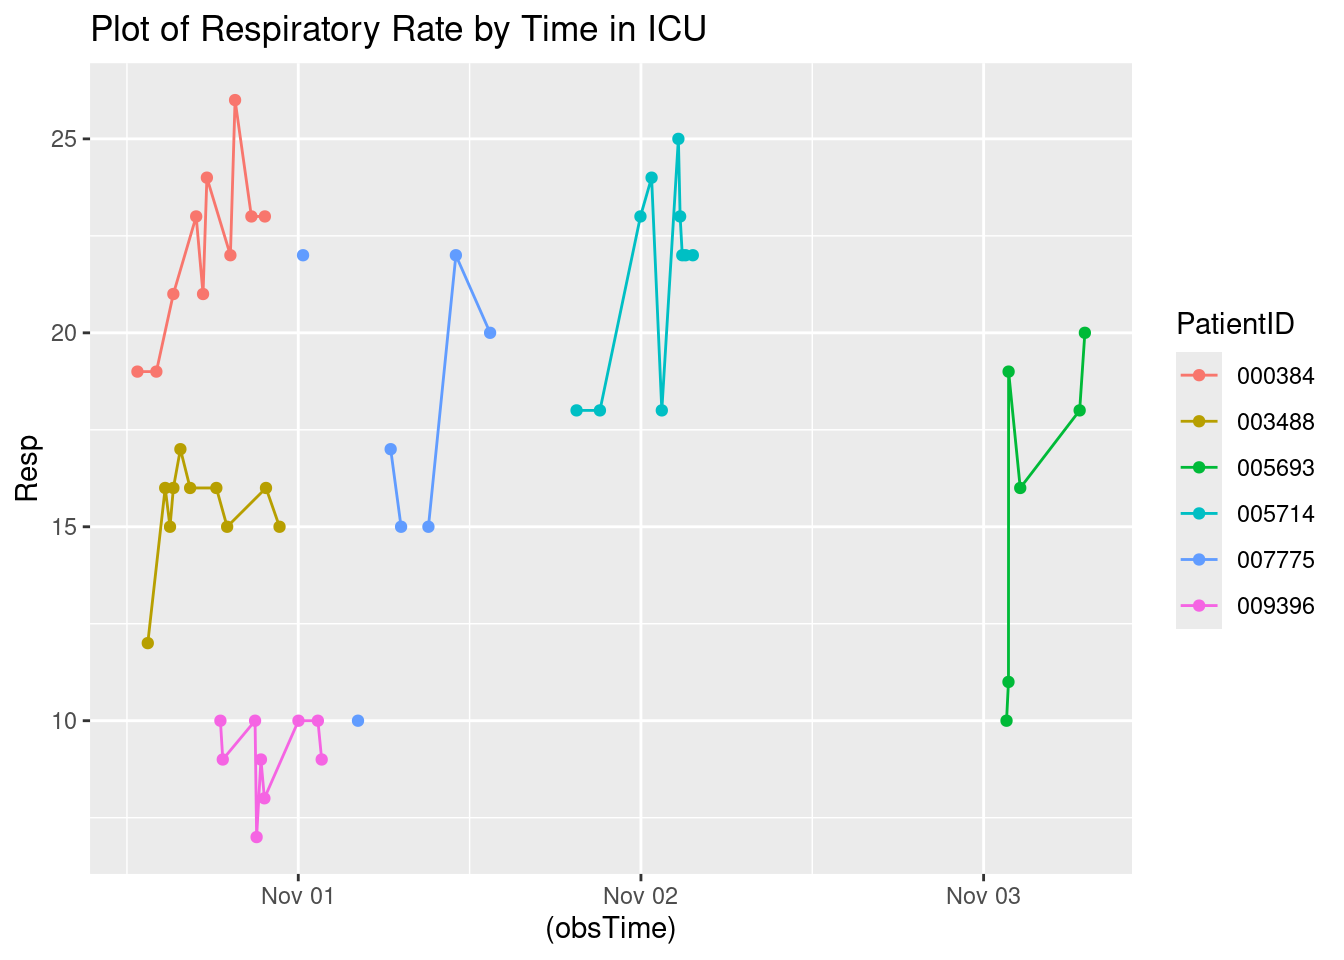 Plot of Respiratory Rate by Time in ICU
25
20
15
10
Resp
Nov 01
Nov 02
Nov 03
(obsTime)
PatientID
000384
003488
005693
005714
007775
009396